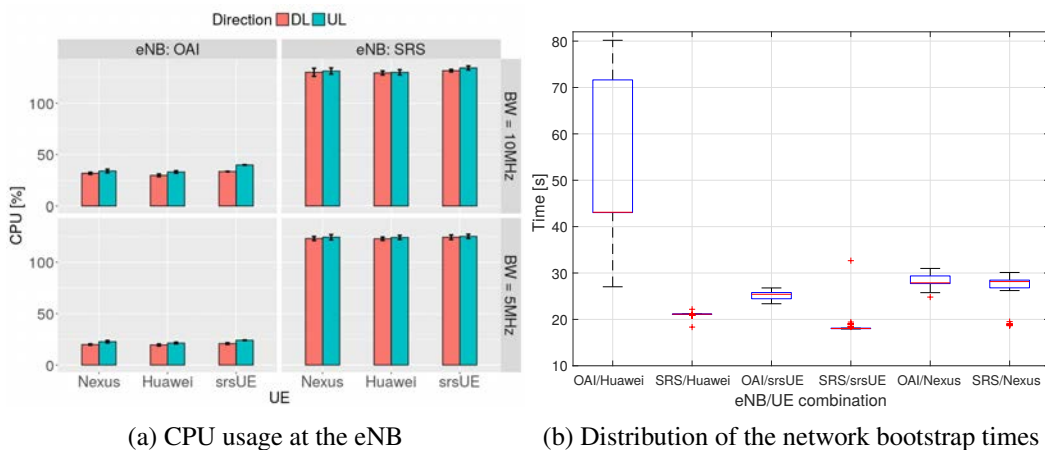 Direction DL UL
eNB: OAI
eNB: SRS
CPU [%]
100
50
0
BW = 10MHz
100
50
0
BW = 5MHz
Nexus Huawei srsUE
Nexus Huawei srsUE
UE
(a) CPU usage at the eNB
Time [s]
80
70
60
50
40
30
20
10
OAI/Huawei SRS/Huawei OAI/srsUE SRS/srsUE OAI/Nexus SRS/Nexus
eNB/UE combination
(b) Distribution of the network bootstrap times